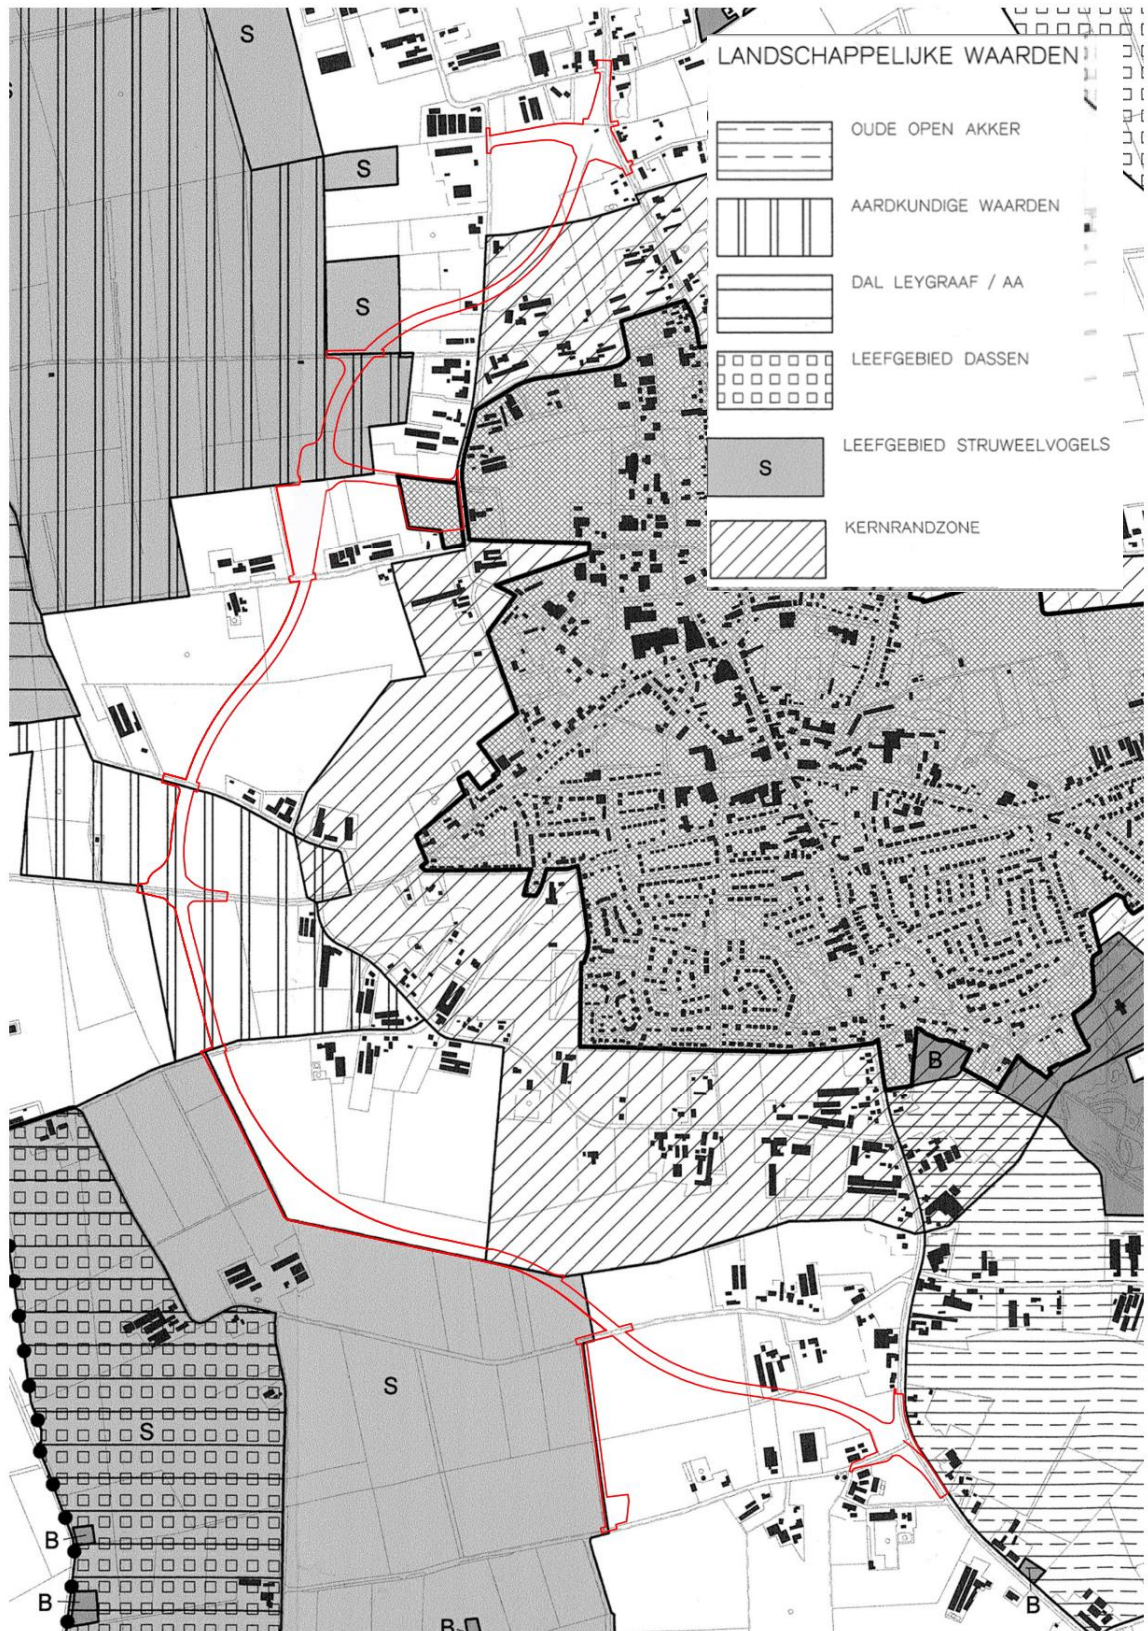 S
LANDSCHAPPELIJKE WAARDEN
OUDE OPEN AKKER
S
AARDKUNDIGE WAARDEN
DAL LEYGRAAF / AA
S
LEEFGEBIED DASSEN
LEEFGEBIED STRUWEELVOGELS
S
KERNRANDZONE
B
S
S
B
B
B
B